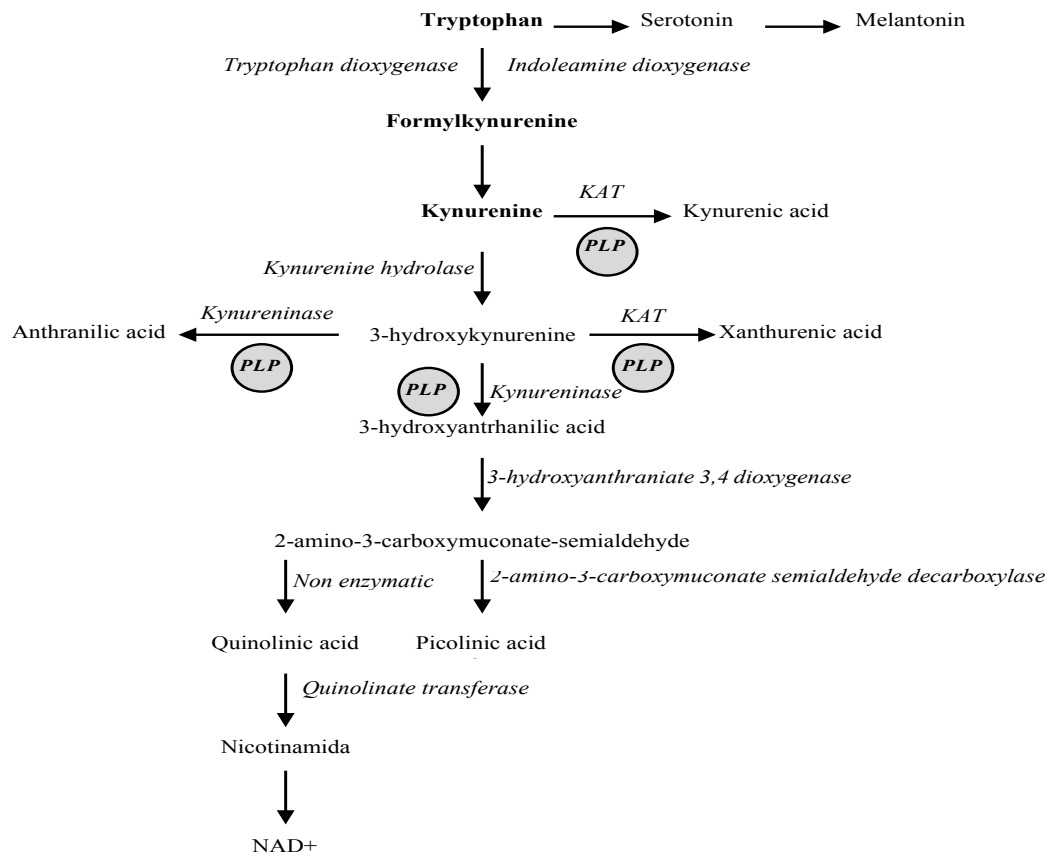 Tryptophan Serotonin Melantonin
Tryptophan dioxygenase Indoleamine dioxygenase
Formylkynurenine
KAT
Kynurenine Kynurenic acid
PLP
Kynurenine hydrolase
Kynureninase KAT
Anthranilic acid 3-hydroxykynurenine Xanthurenic acid
PLP PLP PLP
Kynureninase
3-hydroxyantrhanilic acid
3-hydroxyanthraniate 3,4 dioxygenase
2-amino-3-carboxymuconate-semialdehyde
Non enzymatic 2-amino-3-carboxymuconate semialdehyde decarboxylase
Quinolinic acid Picolinic acid
Quinolinate transferase
Nicotinamida
NAD+